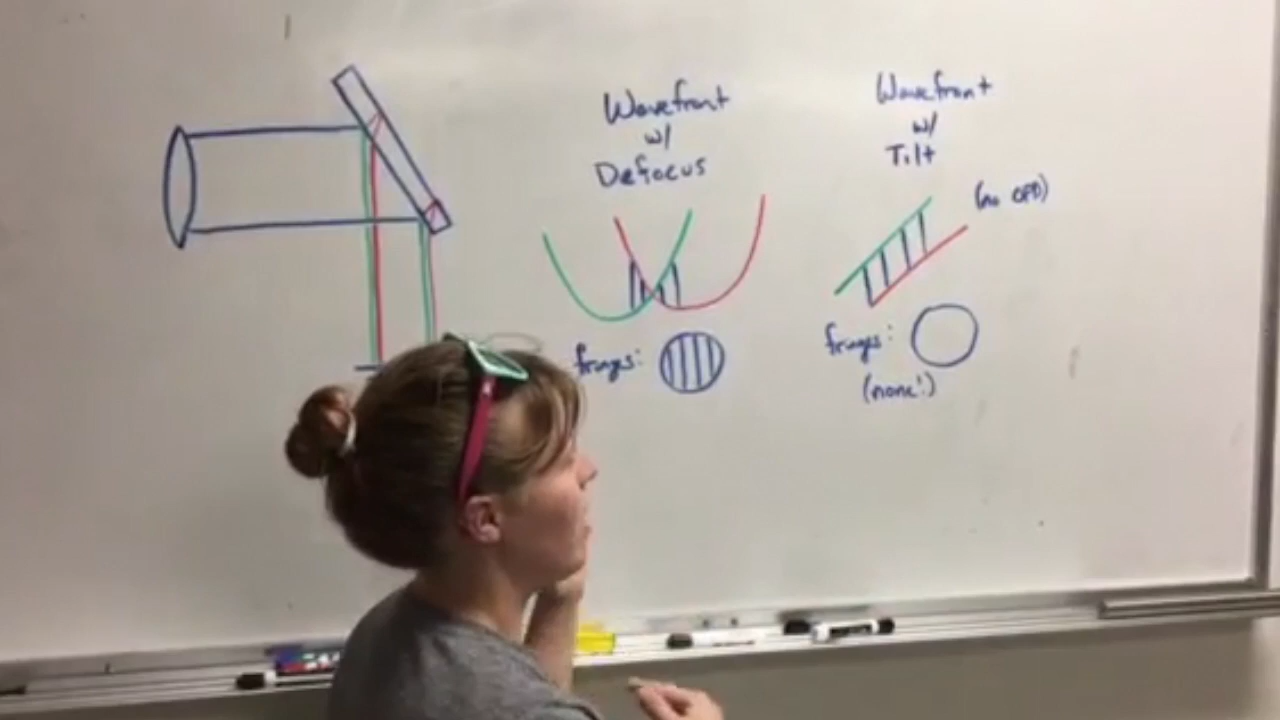 Wavefront
w/
Defocus
fringes:
Wavefront
w/
Tilt
(no OPD)
fringes:
(none!)